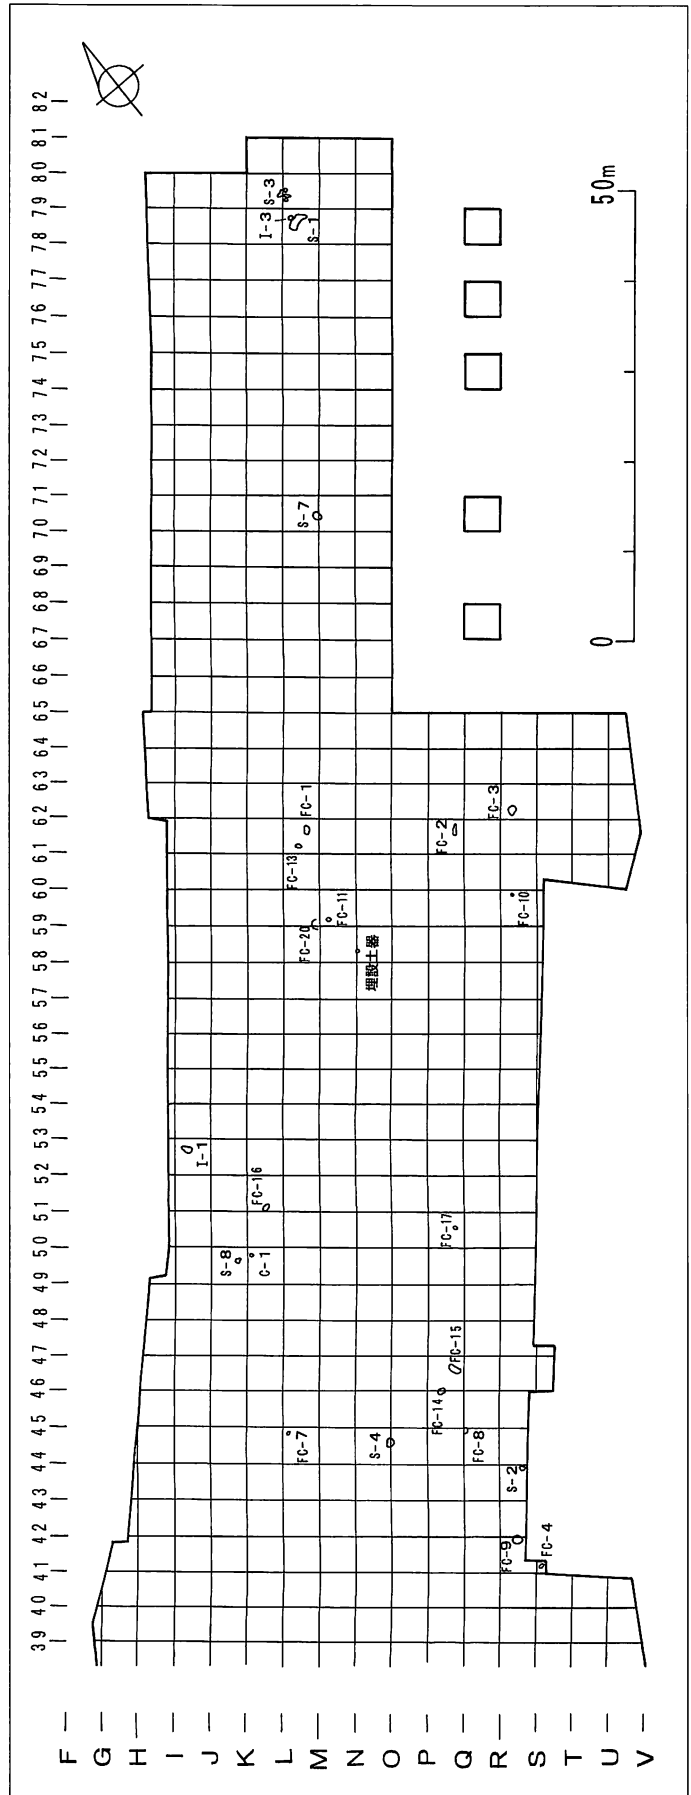 82
81
80
79
78
77
76
75
74
73
72
71
70
69
68
67
66
65
64
63
62
61
60
59
58
57
56
55
54
53
52
51
50
49
48
47
46
45
44
43
42
41
40
39
S-3
I-3
S-1
50m
S-7
0
FC-1
FC-3
FC-2
FC-13
FC-11
FC-10
FC-20
埋設土器
I-1
FC-16
FC-17
S-8
C-1
FC-15
FC-14
FC-7
S-4
FC-8
S-2
FC-9
FC-4
F
G
H
I
J
K
L
M
N
O
P
Q
R
S
T
U
V